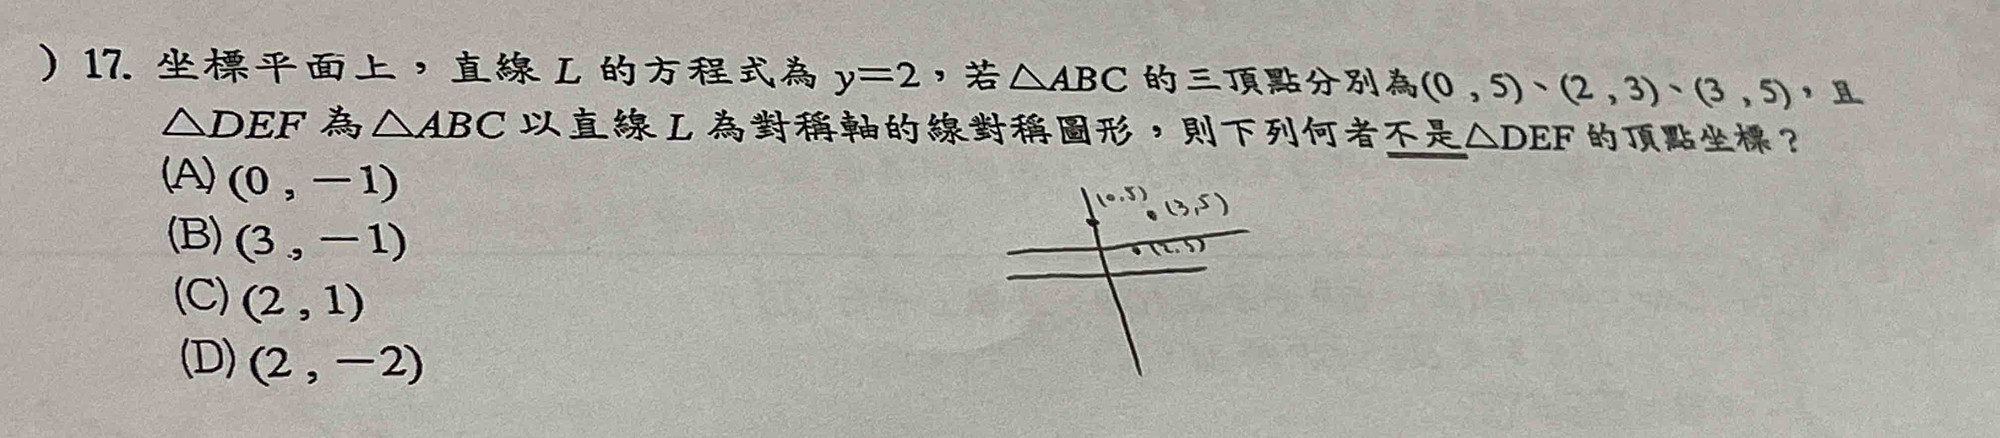 ) 17. 坐標平面上，直線 L 的方程式為 y=2，若△ABC 的三頂點分別為(0 , 5)、(2 , 3)、(3 , 5)，且
△DEF 為△ABC 以直線 L 為對稱軸的線對稱圖形，則下列何者不是△DEF 的頂點坐標？
(A) (0 , −1)
(B) (3 , −1)
(C) (2 , 1)
(D) (2 , −2)
(0,5)
(3,5)
(2,3)